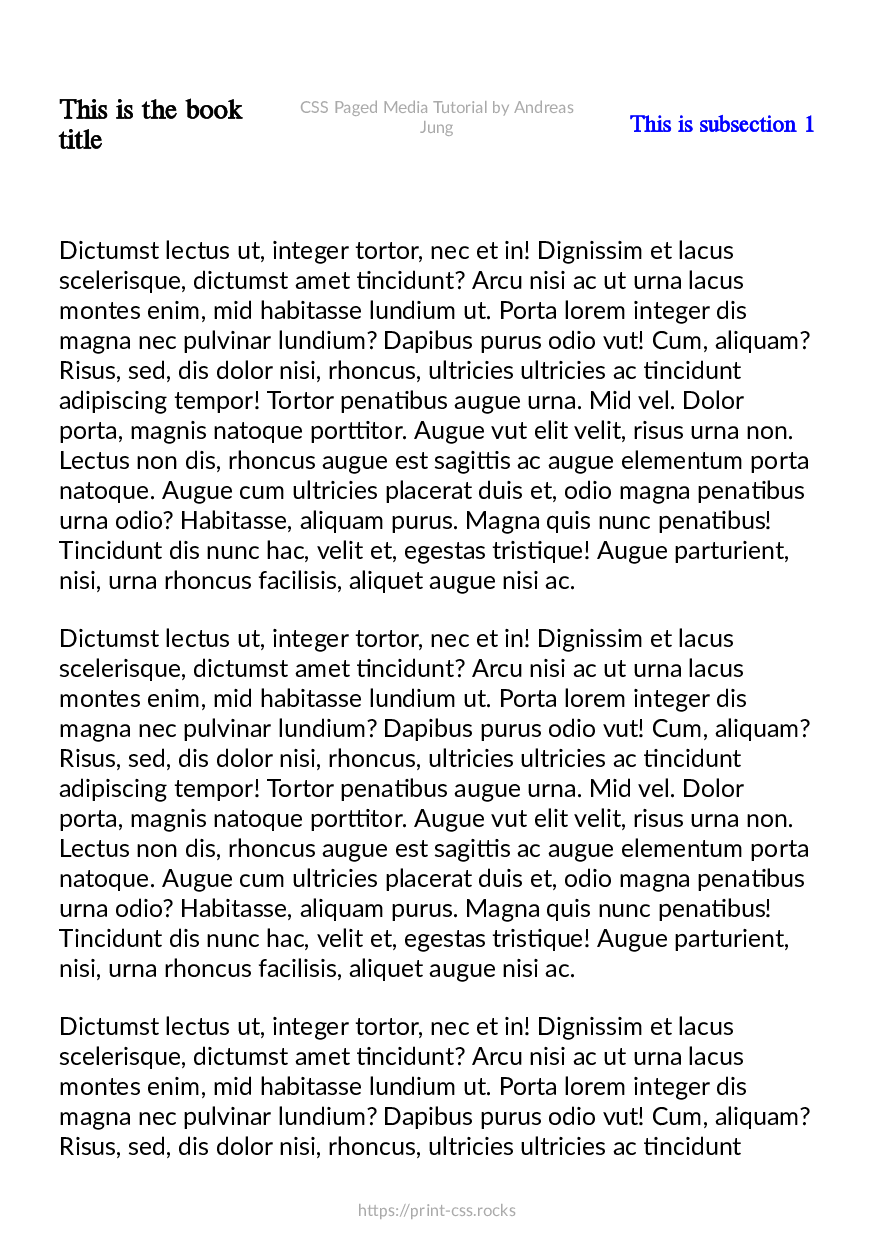 This is the book
title
CSS Paged Media Tutorial by Andreas
Jung
This is subsection 1
Dictumst lectus ut, integer tortor, nec et in! Dignissim et lacus
scelerisque, dictumst amet tincidunt? Arcu nisi ac ut urna lacus
montes enim, mid habitasse lundium ut. Porta lorem integer dis
magna nec pulvinar lundium? Dapibus purus odio vut! Cum, aliquam?
Risus, sed, dis dolor nisi, rhoncus, ultricies ultricies ac tincidunt
adipiscing tempor! Tortor penatibus augue urna. Mid vel. Dolor
porta, magnis natoque porttitor. Augue vut elit velit, risus urna non.
Lectus non dis, rhoncus augue est sagittis ac augue elementum porta
natoque. Augue cum ultricies placerat duis et, odio magna penatibus
urna odio? Habitasse, aliquam purus. Magna quis nunc penatibus!
Tincidunt dis nunc hac, velit et, egestas tristique! Augue parturient,
nisi, urna rhoncus facilisis, aliquet augue nisi ac.
Dictumst lectus ut, integer tortor, nec et in! Dignissim et lacus
scelerisque, dictumst amet tincidunt? Arcu nisi ac ut urna lacus
montes enim, mid habitasse lundium ut. Porta lorem integer dis
magna nec pulvinar lundium? Dapibus purus odio vut! Cum, aliquam?
Risus, sed, dis dolor nisi, rhoncus, ultricies ultricies ac tincidunt
adipiscing tempor! Tortor penatibus augue urna. Mid vel. Dolor
porta, magnis natoque porttitor. Augue vut elit velit, risus urna non.
Lectus non dis, rhoncus augue est sagittis ac augue elementum porta
natoque. Augue cum ultricies placerat duis et, odio magna penatibus
urna odio? Habitasse, aliquam purus. Magna quis nunc penatibus!
Tincidunt dis nunc hac, velit et, egestas tristique! Augue parturient,
nisi, urna rhoncus facilisis, aliquet augue nisi ac.
Dictumst lectus ut, integer tortor, nec et in! Dignissim et lacus
scelerisque, dictumst amet tincidunt? Arcu nisi ac ut urna lacus
montes enim, mid habitasse lundium ut. Porta lorem integer dis
magna nec pulvinar lundium? Dapibus purus odio vut! Cum, aliquam?
Risus, sed, dis dolor nisi, rhoncus, ultricies ultricies ac tincidunt
https://print-css.rocks